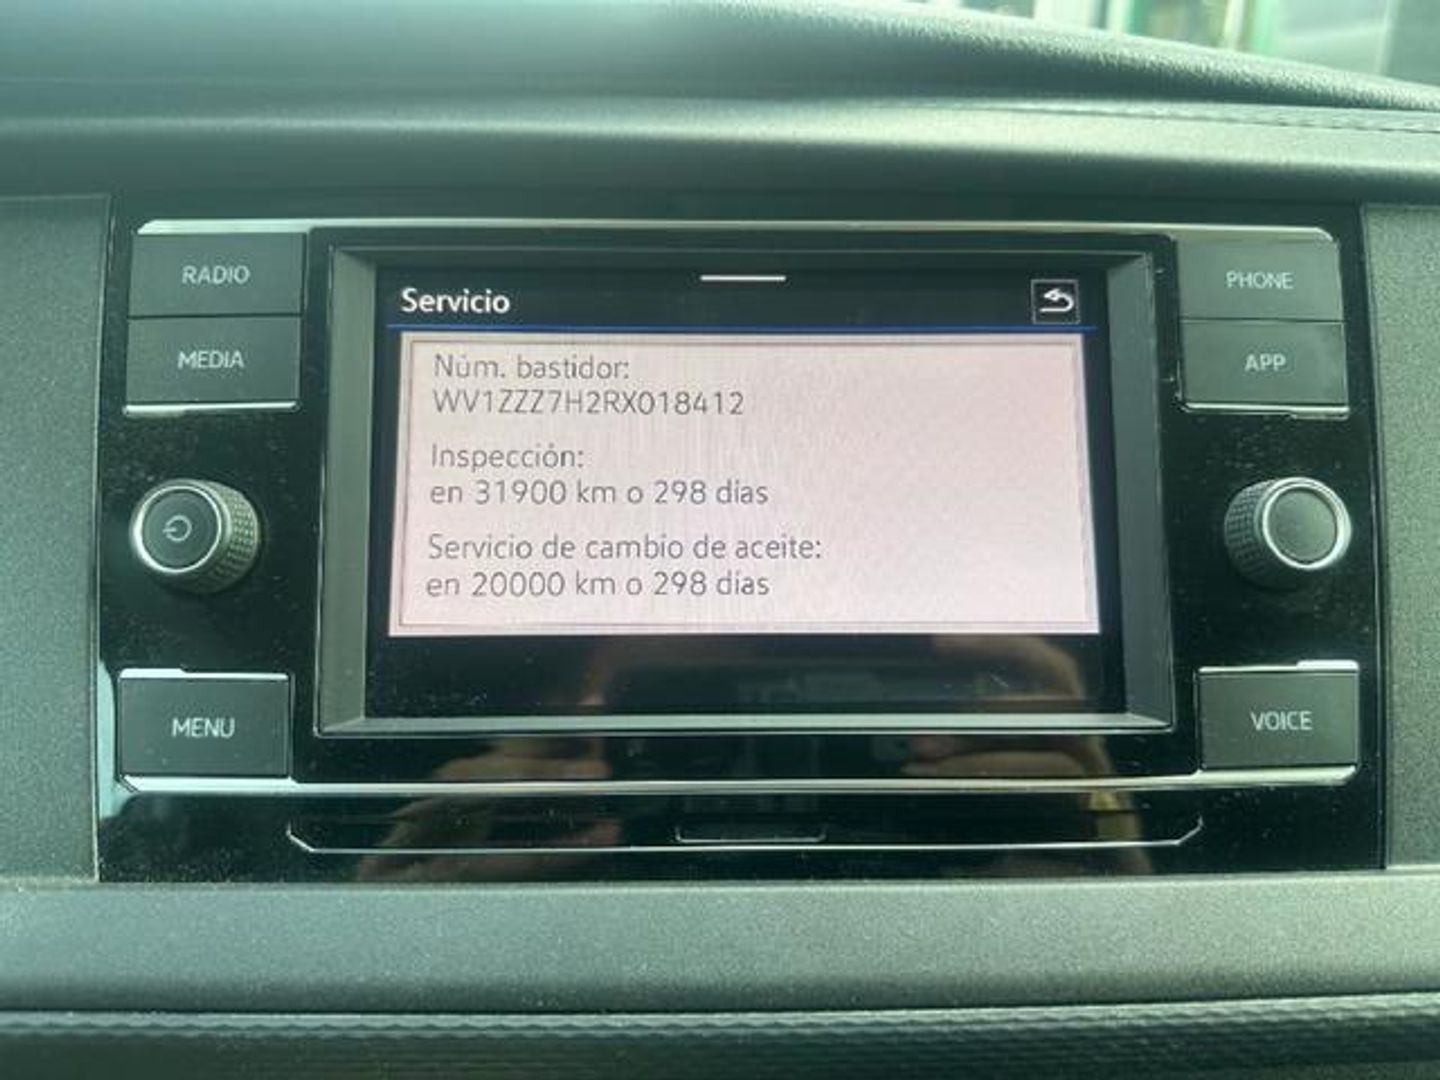 RADIO
MEDIA
MENU
Servicio
Núm. bastidor:
WV1ZZZ7H2RX018412
Inspección:
en 31900 km o 298 días
Servicio de cambio de aceite:
en 20000 km o 298 días
PHONE
APP
VOICE